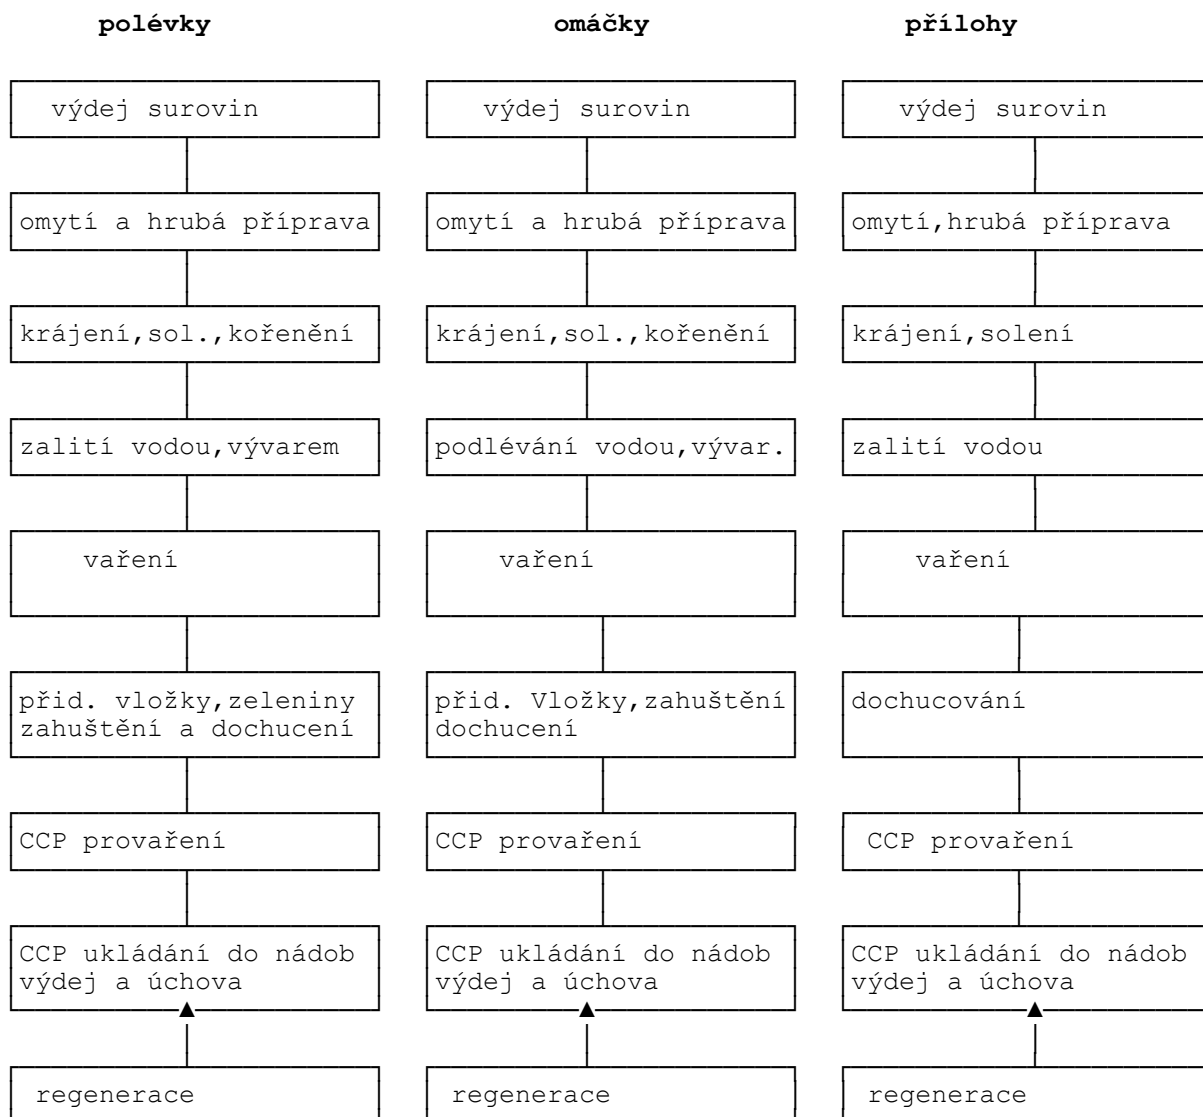 polévky omáčky přílohy
výdej surovin výdej surovin výdej surovin
omytí a hrubá příprava omytí a hrubá příprava omytí,hrubá příprava
krájení,sol.,kořenění krájení,sol.,kořenění krájení,solení
zalití vodou,vývarem podlévání vodou,vývar. zalití vodou
vaření vaření vaření
přid. vložky,zeleniny přid. Vložky,zahuštění dochucování
zahuštění a dochucení dochucení
CCP provaření CCP provaření CCP provaření
CCP ukládání do nádob CCP ukládání do nádob CCP ukládání do nádob
výdej a úchova výdej a úchova výdej a úchova
regenerace regenerace regenerace